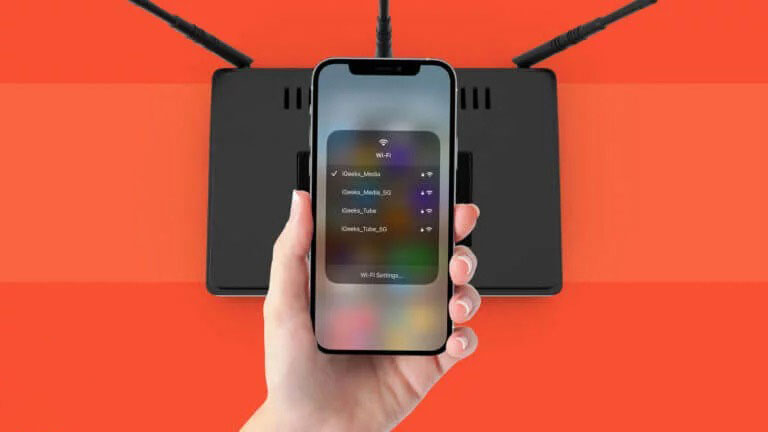 Wi-Fi
iGeeks_Media
iGeeks_Media_5G
iGeeks_Tube
iGeeks_Tube_5G
Wi-Fi Settings...